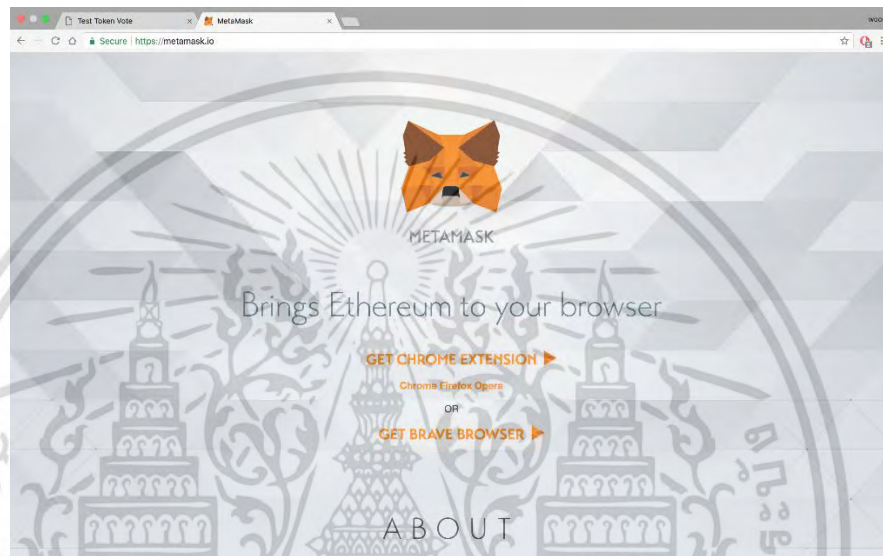 Test Token Vote
MetaMask
Secure https://metamask.io
METAMASK
Brings Ethereum to your browser
GET CHROME EXTENSION
Chrome Firefox Opera
OR
GET BRAVE BROWSER
ABOUT